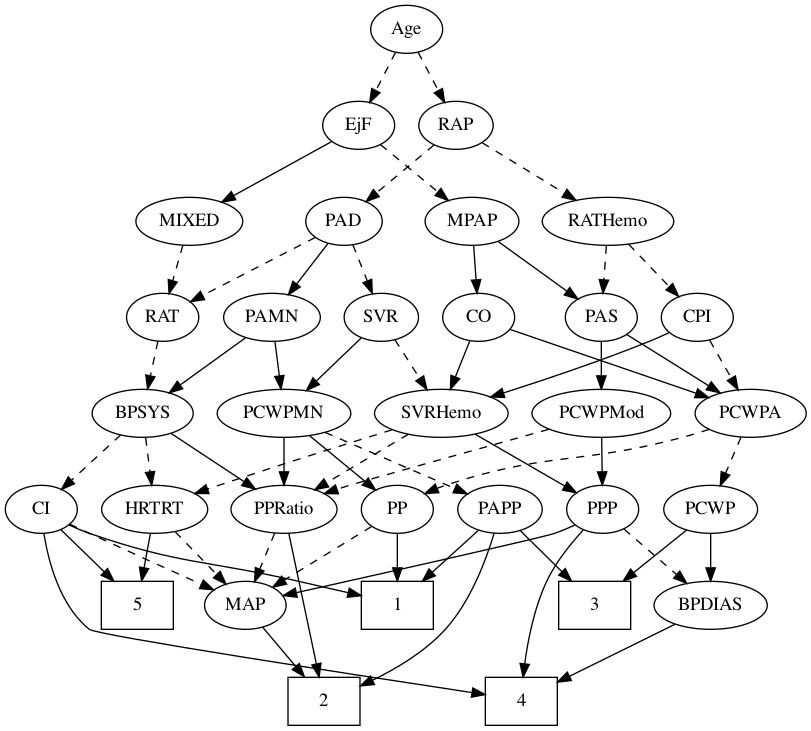 Age
EjF RAP
MIXED PAD MPAP RATHemo
RAT PAMN SVR CO PAS CPI
BPSYS PCWPMN SVRHemo PCWPMod PCWPA
CI HRTRT PPRatio PP PAPP PPP PCWP
5 MAP 1 3 BPDIAS
2 4